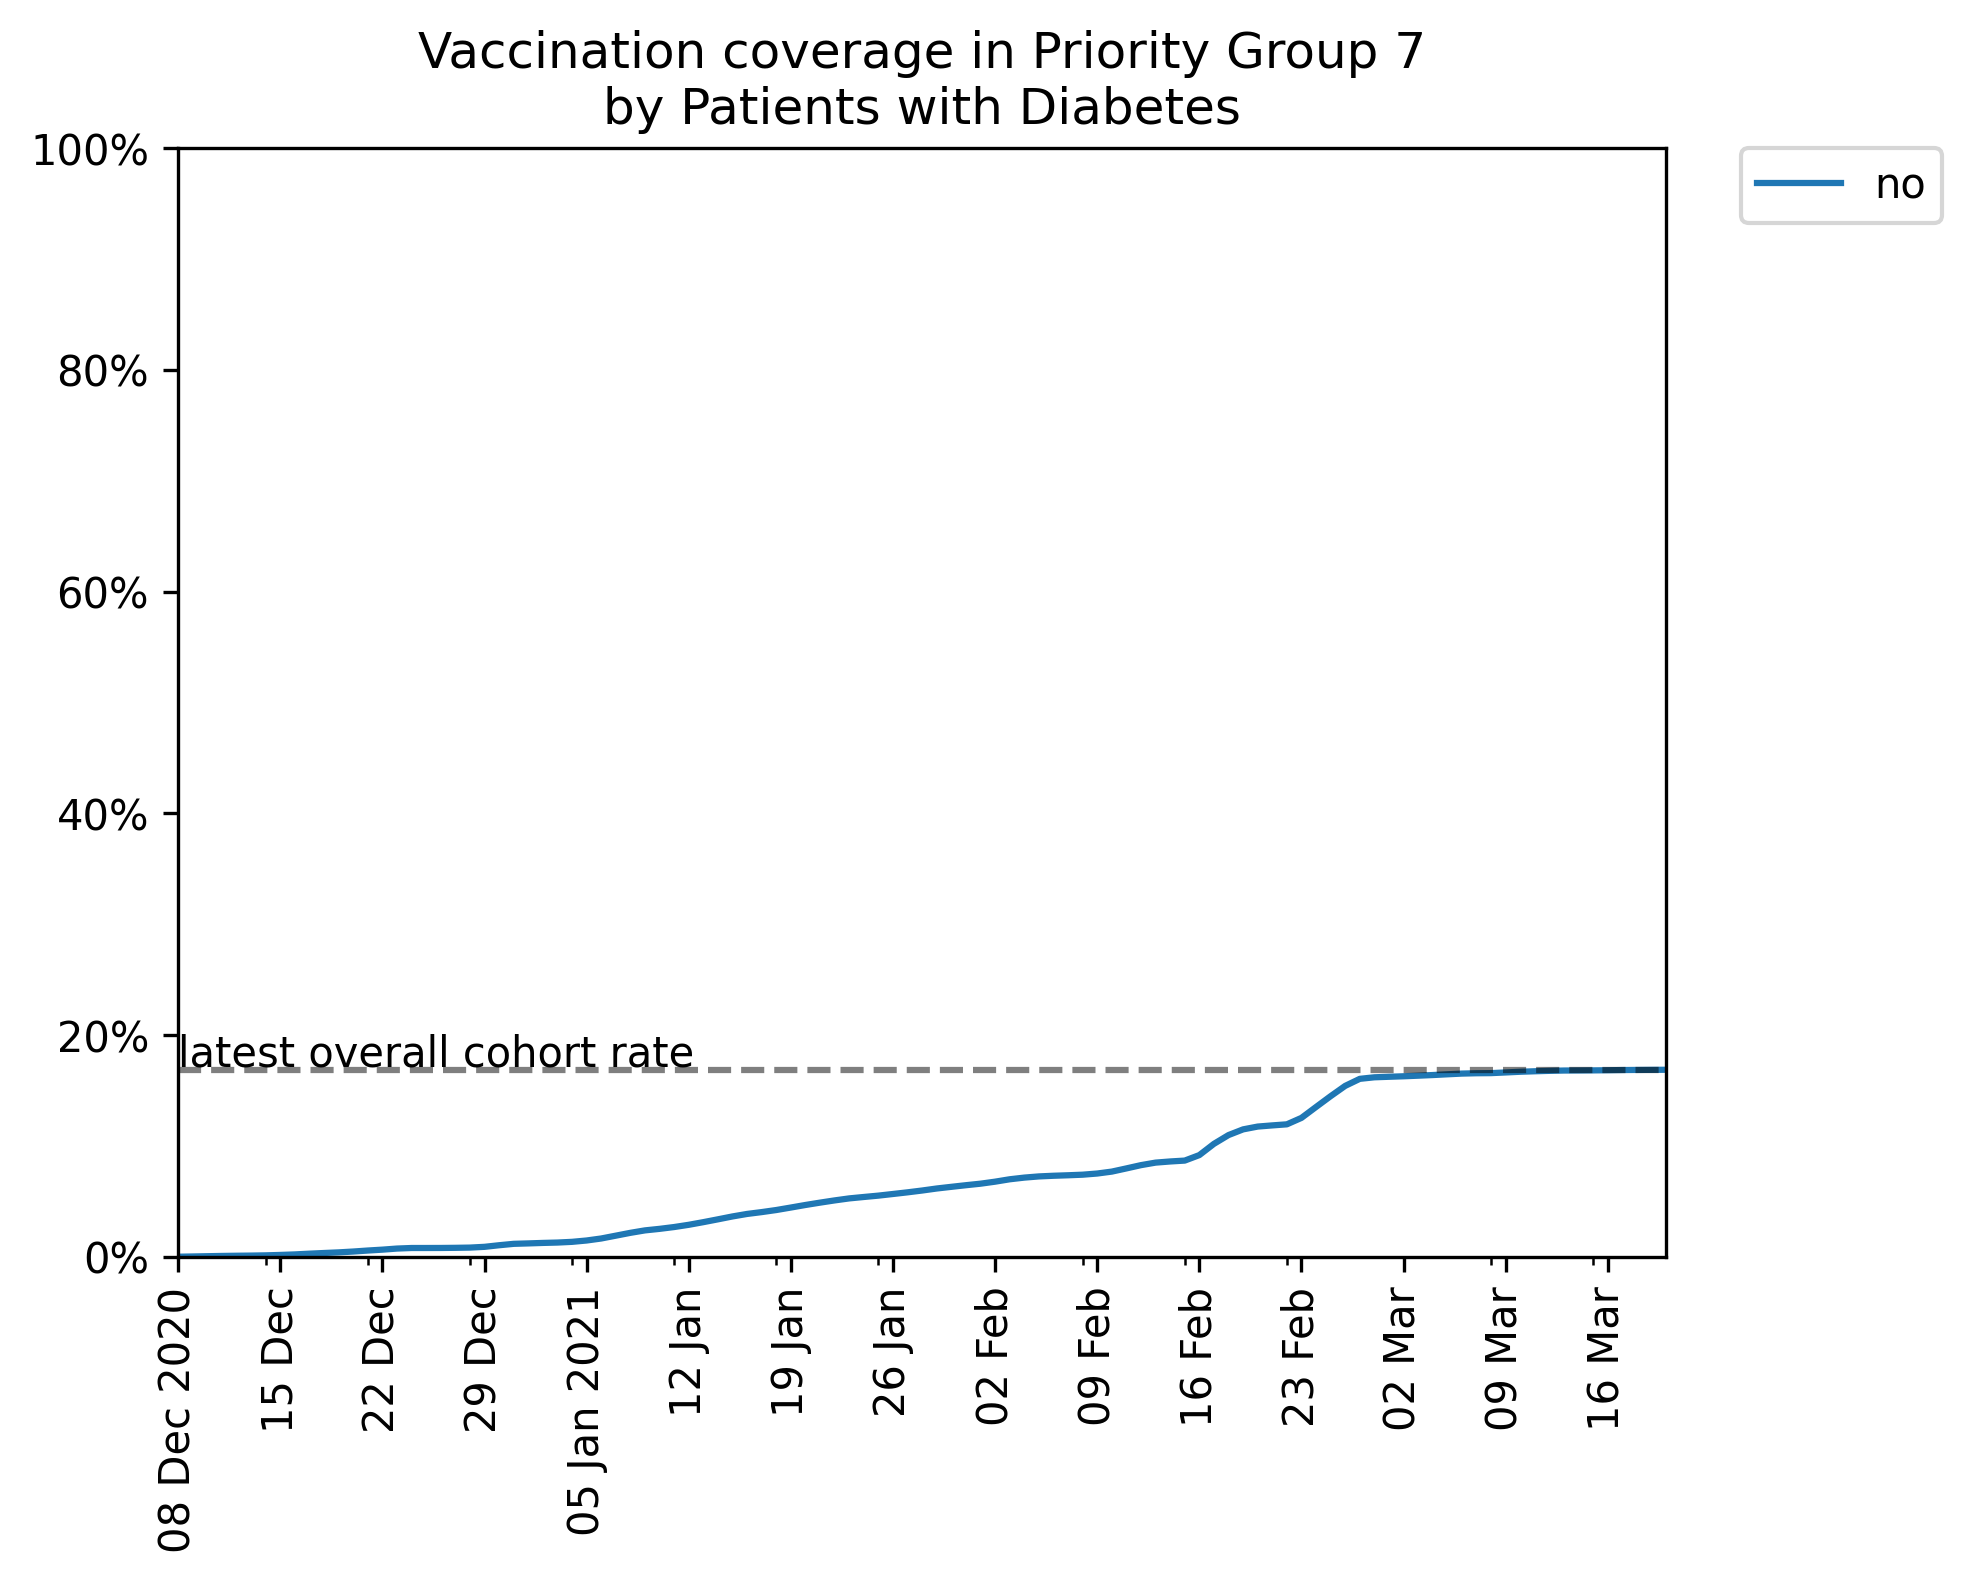 Vaccination coverage in Priority Group 7
by Patients with Diabetes
100%
80%
60%
40%
20%
0%
latest overall cohort rate
no
08 Dec 2020
15 Dec
22 Dec
29 Dec
05 Jan 2021
12 Jan
19 Jan
26 Jan
02 Feb
09 Feb
16 Feb
23 Feb
02 Mar
09 Mar
16 Mar